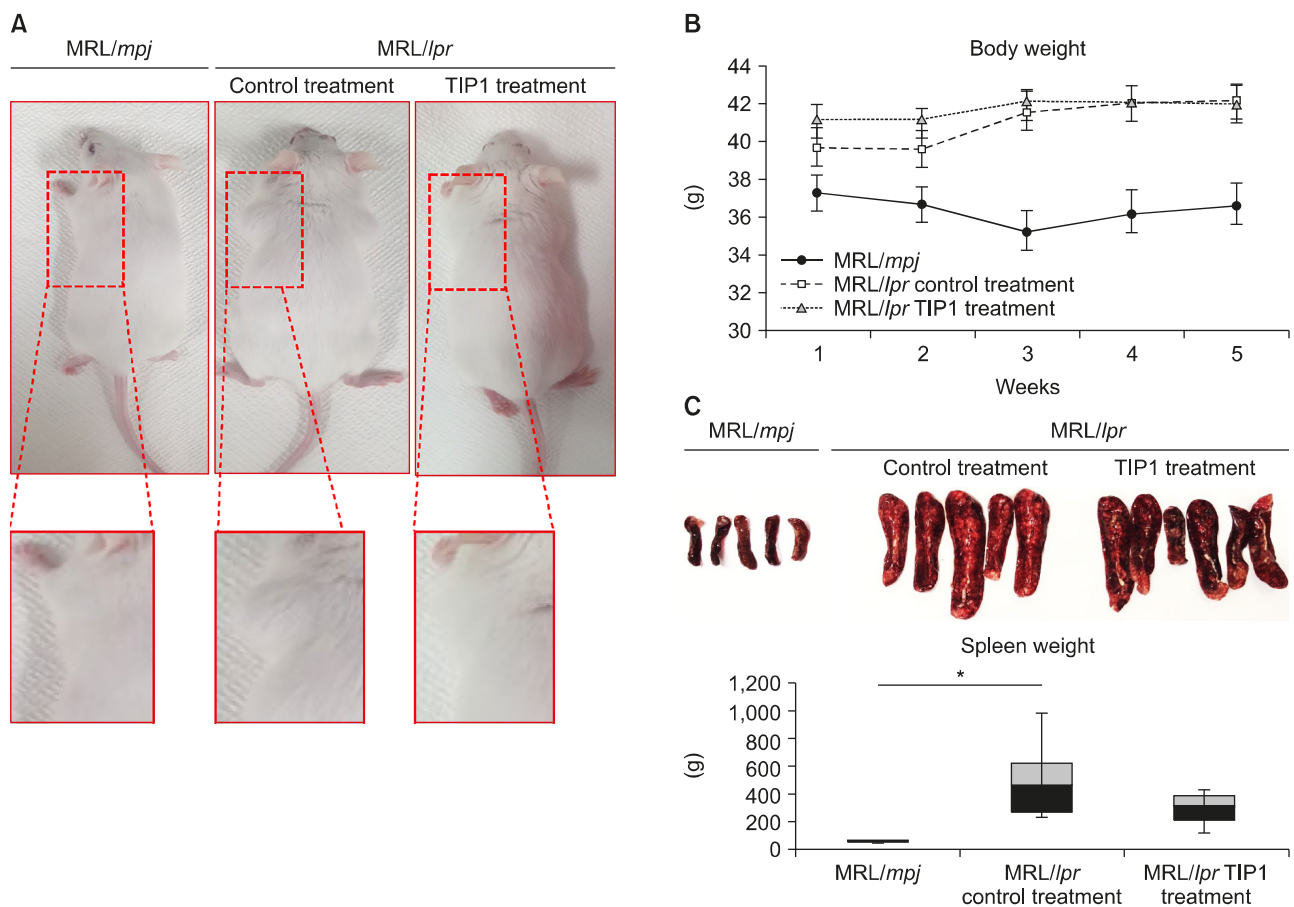 A
MRL/mpj
MRL/lpr
Control treatment
TIP1 treatment
B
Body weight
44
42
40
38
36
34
32
30
(g)
MRL/mpj
MRL/lpr control treatment
MRL/lpr TIP1 treatment
1 2 3 4 5
Weeks
C
MRL/mpj
MRL/lpr
Control treatment
TIP1 treatment
Spleen weight
*
1,200
1,000
800
600
400
200
0
(g)
MRL/mpj
MRL/lpr
control treatment
MRL/lpr TIP1
treatment